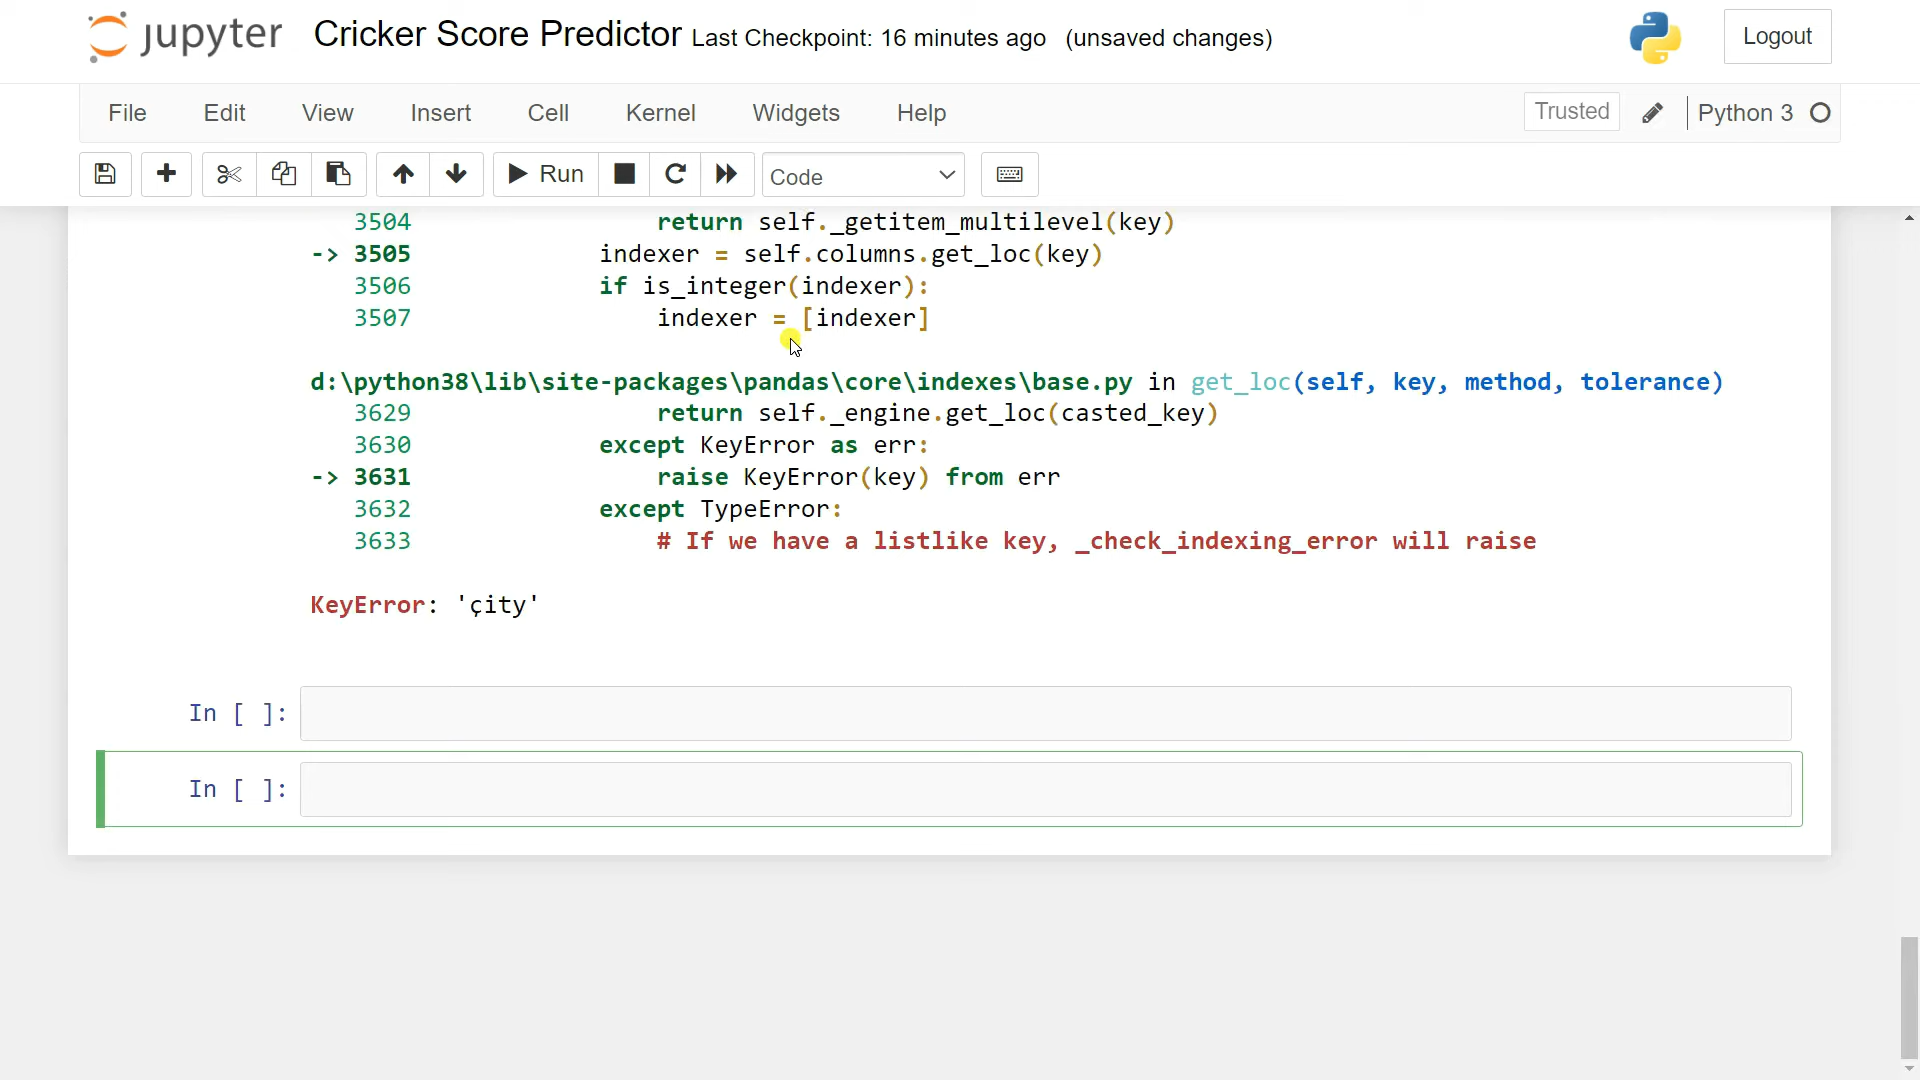 jupyter Cricker Score Predictor Last Checkpoint: 16 minutes ago (unsaved changes) Logout
File Edit View Insert Cell Kernel Widgets Help Trusted Python 3
Run Code
3504 return self._getitem_multilevel(key)
-> 3505 indexer = self.columns.get_loc(key)
3506 if is_integer(indexer):
3507 indexer = [indexer]
d:\python38\lib\site-packages\pandas\core\indexes\base.py in get_loc(self, key, method, tolerance)
3629 return self._engine.get_loc(casted_key)
3630 except KeyError as err:
-> 3631 raise KeyError(key) from err
3632 except TypeError:
3633 # If we have a listlike key, _check_indexing_error will raise
KeyError: 'çity'
In [ ]:
In [ ]: